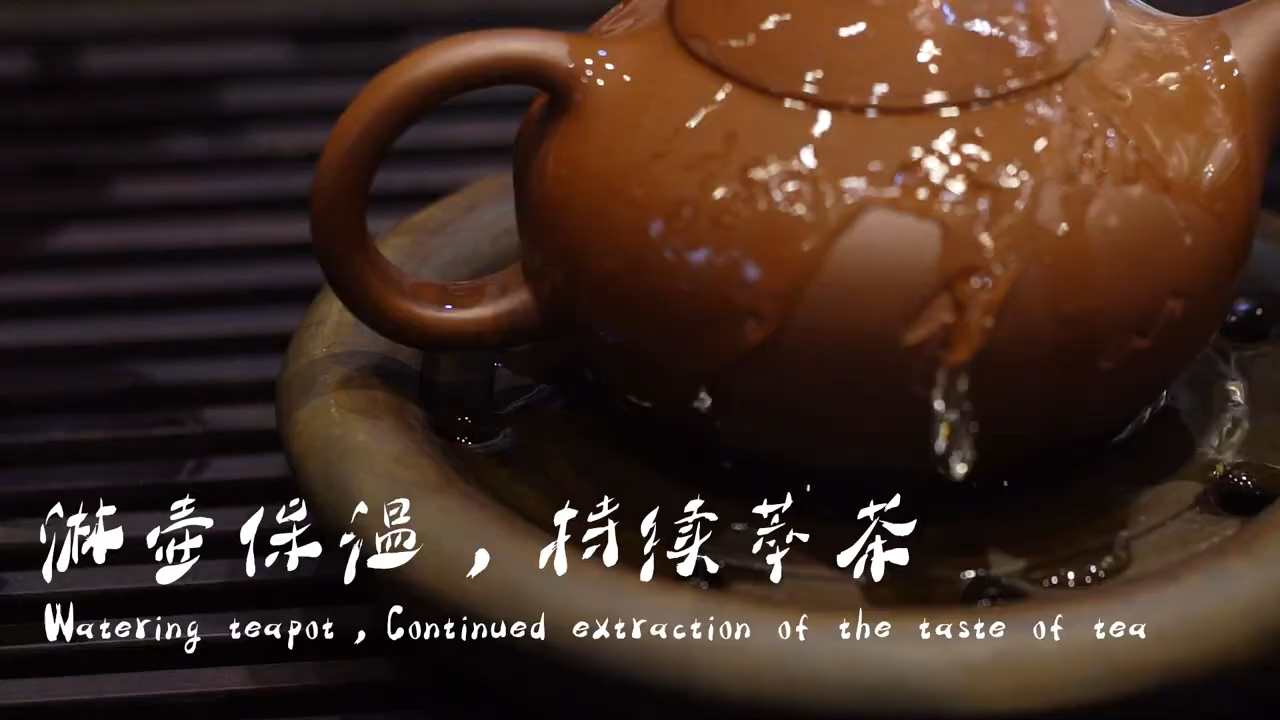 淋壶保温，持续萃茶
Watering teapot , Continued extraction of the taste of tea